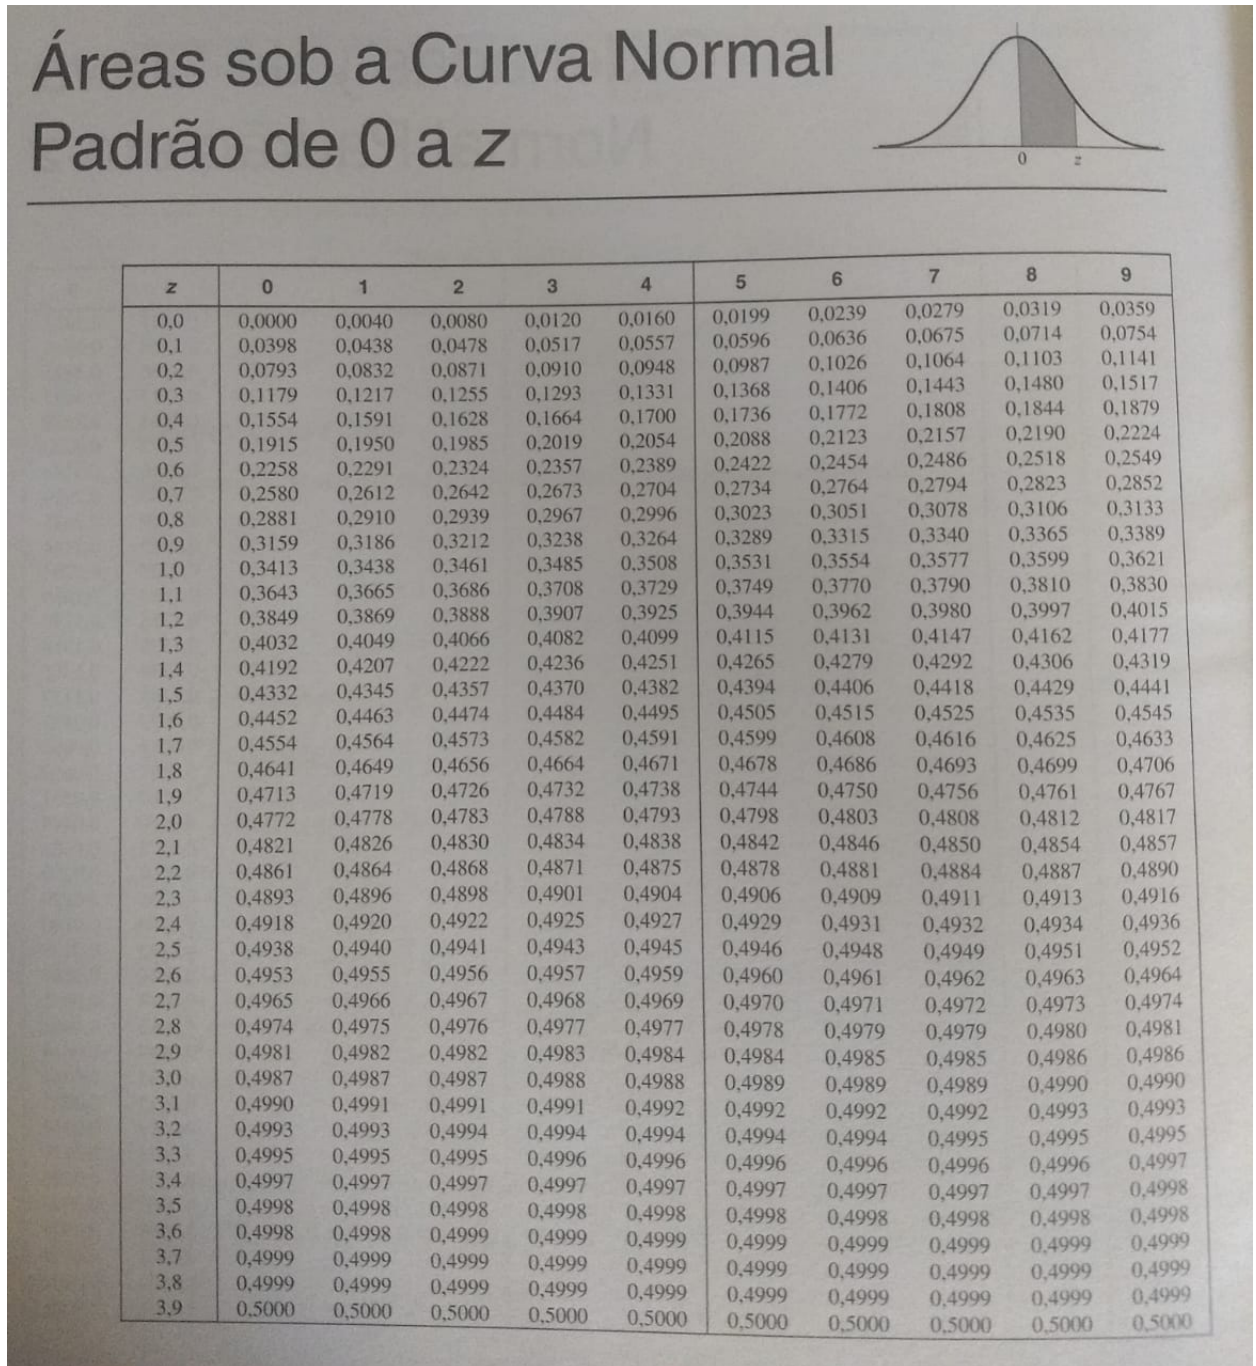 Áreas sob a Curva Normal
Padrão de 0 a z
0 z
z 0 1 2 3 4 5 6 7 8 9
0,0 0,0000 0,0040 0,0080 0,0120 0,0160 0,0199 0,0239 0,0279 0,0319 0,0359
0,1 0,0398 0,0438 0,0478 0,0517 0,0557 0,0596 0,0636 0,0675 0,0714 0,0754
0,2 0,0793 0,0832 0,0871 0,0910 0,0948 0,0987 0,1026 0,1064 0,1103 0,1141
0,3 0,1179 0,1217 0,1255 0,1293 0,1331 0,1368 0,1406 0,1443 0,1480 0,1517
0,4 0,1554 0,1591 0,1628 0,1664 0,1700 0,1736 0,1772 0,1808 0,1844 0,1879
0,5 0,1915 0,1950 0,1985 0,2019 0,2054 0,2088 0,2123 0,2157 0,2190 0,2224
0,6 0,2258 0,2291 0,2324 0,2357 0,2389 0,2422 0,2454 0,2486 0,2518 0,2549
0,7 0,2580 0,2612 0,2642 0,2673 0,2704 0,2734 0,2764 0,2794 0,2823 0,2852
0,8 0,2881 0,2910 0,2939 0,2967 0,2996 0,3023 0,3051 0,3078 0,3106 0,3133
0,9 0,3159 0,3186 0,3212 0,3238 0,3264 0,3289 0,3315 0,3340 0,3365 0,3389
1,0 0,3413 0,3438 0,3461 0,3485 0,3508 0,3531 0,3554 0,3577 0,3599 0,3621
1,1 0,3643 0,3665 0,3686 0,3708 0,3729 0,3749 0,3770 0,3790 0,3810 0,3830
1,2 0,3849 0,3869 0,3888 0,3907 0,3925 0,3944 0,3962 0,3980 0,3997 0,4015
1,3 0,4032 0,4049 0,4066 0,4082 0,4099 0,4115 0,4131 0,4147 0,4162 0,4177
1,4 0,4192 0,4207 0,4222 0,4236 0,4251 0,4265 0,4279 0,4292 0,4306 0,4319
1,5 0,4332 0,4345 0,4357 0,4370 0,4382 0,4394 0,4406 0,4418 0,4429 0,4441
1,6 0,4452 0,4463 0,4474 0,4484 0,4495 0,4505 0,4515 0,4525 0,4535 0,4545
1,7 0,4554 0,4564 0,4573 0,4582 0,4591 0,4599 0,4608 0,4616 0,4625 0,4633
1,8 0,4641 0,4649 0,4656 0,4664 0,4671 0,4678 0,4686 0,4693 0,4699 0,4706
1,9 0,4713 0,4719 0,4726 0,4732 0,4738 0,4744 0,4750 0,4756 0,4761 0,4767
2,0 0,4772 0,4778 0,4783 0,4788 0,4793 0,4798 0,4803 0,4808 0,4812 0,4817
2,1 0,4821 0,4826 0,4830 0,4834 0,4838 0,4842 0,4846 0,4850 0,4854 0,4857
2,2 0,4861 0,4864 0,4868 0,4871 0,4875 0,4878 0,4881 0,4884 0,4887 0,4890
2,3 0,4893 0,4896 0,4898 0,4901 0,4904 0,4906 0,4909 0,4911 0,4913 0,4916
2,4 0,4918 0,4920 0,4922 0,4925 0,4927 0,4929 0,4931 0,4932 0,4934 0,4936
2,5 0,4938 0,4940 0,4941 0,4943 0,4945 0,4946 0,4948 0,4949 0,4951 0,4952
2,6 0,4953 0,4955 0,4956 0,4957 0,4959 0,4960 0,4961 0,4962 0,4963 0,4964
2,7 0,4965 0,4966 0,4967 0,4968 0,4969 0,4970 0,4971 0,4972 0,4973 0,4974
2,8 0,4974 0,4975 0,4976 0,4977 0,4977 0,4978 0,4979 0,4979 0,4980 0,4981
2,9 0,4981 0,4982 0,4982 0,4983 0,4984 0,4984 0,4985 0,4985 0,4986 0,4986
3,0 0,4987 0,4987 0,4987 0,4988 0,4988 0,4989 0,4989 0,4989 0,4990 0,4990
3,1 0,4990 0,4991 0,4991 0,4991 0,4992 0,4992 0,4992 0,4992 0,4993 0,4993
3,2 0,4993 0,4993 0,4994 0,4994 0,4994 0,4994 0,4994 0,4995 0,4995 0,4995
3,3 0,4995 0,4995 0,4995 0,4996 0,4996 0,4996 0,4996 0,4996 0,4996 0,4997
3,4 0,4997 0,4997 0,4997 0,4997 0,4997 0,4997 0,4997 0,4997 0,4997 0,4998
3,5 0,4998 0,4998 0,4998 0,4998 0,4998 0,4998 0,4998 0,4998 0,4998 0,4998
3,6 0,4998 0,4998 0,4999 0,4999 0,4999 0,4999 0,4999 0,4999 0,4999 0,4999
3,7 0,4999 0,4999 0,4999 0,4999 0,4999 0,4999 0,4999 0,4999 0,4999 0,4999
3,8 0,4999 0,4999 0,4999 0,4999 0,4999 0,4999 0,4999 0,4999 0,4999 0,4999
3,9 0,5000 0,5000 0,5000 0,5000 0,5000 0,5000 0,5000 0,5000 0,5000 0,5000